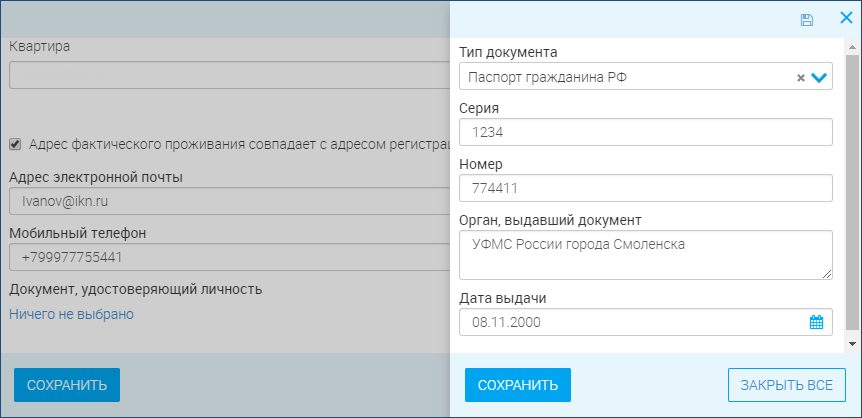 Квартира
Адрес фактического проживания совпадает с адресом регистрац
Адрес электронной почты
Ivanov@ikn.ru
Мобильный телефон
+799977755441
Документ, удостоверяющий личность
Ничего не выбрано
СОХРАНИТЬ
Тип документа
Паспорт гражданина РФ
Серия
1234
Номер
774411
Орган, выдавший документ
УФМС России города Смоленска
Дата выдачи
08.11.2000
СОХРАНИТЬ
ЗАКРЫТЬ ВСЕ